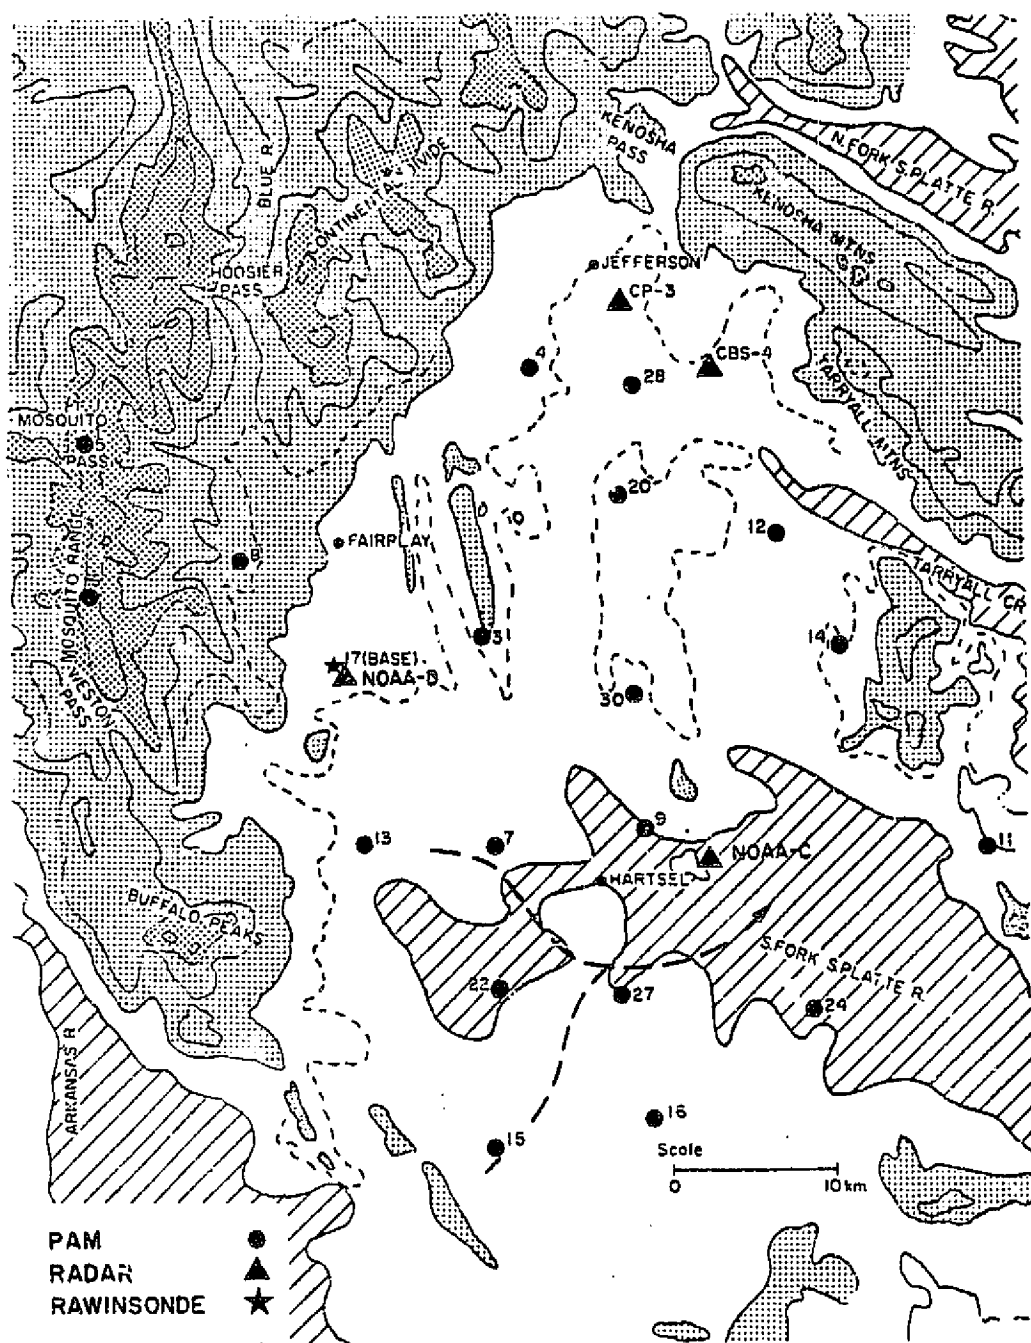 KENOSHA
PASS
N. FORK S. PLATTE R.
BLUE R.
CONTINENTAL DIVIDE
KENOSHA MTNS
HOOSIER
PASS
JEFFERSON
CP-3
4
28
CBS-4
TARRYALL MTNS
MOSQUITO
5
PASS
20
12
FAIRPLAY
8
MOSQUITO RANGE
TARRYALL CR
3
14
17(BASE)
NOAA-D
WESTON
PASS
30
13
7
9
NOAA-C
11
HARTSEL
BUFFALO PEAKS
S. FORK S. PLATTE R.
22
27
24
ARKANSAS R
15
16
Scale
0
10 km
PAM
RADAR
RAWINSONDE